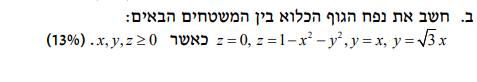 ב. חשב את נפח הגוף הכלוא בין המשטחים הבאים:
z = 0, z = 1 − x² − y², y = x, y = √3 x כאשר x, y, z ≥ 0. (13%)